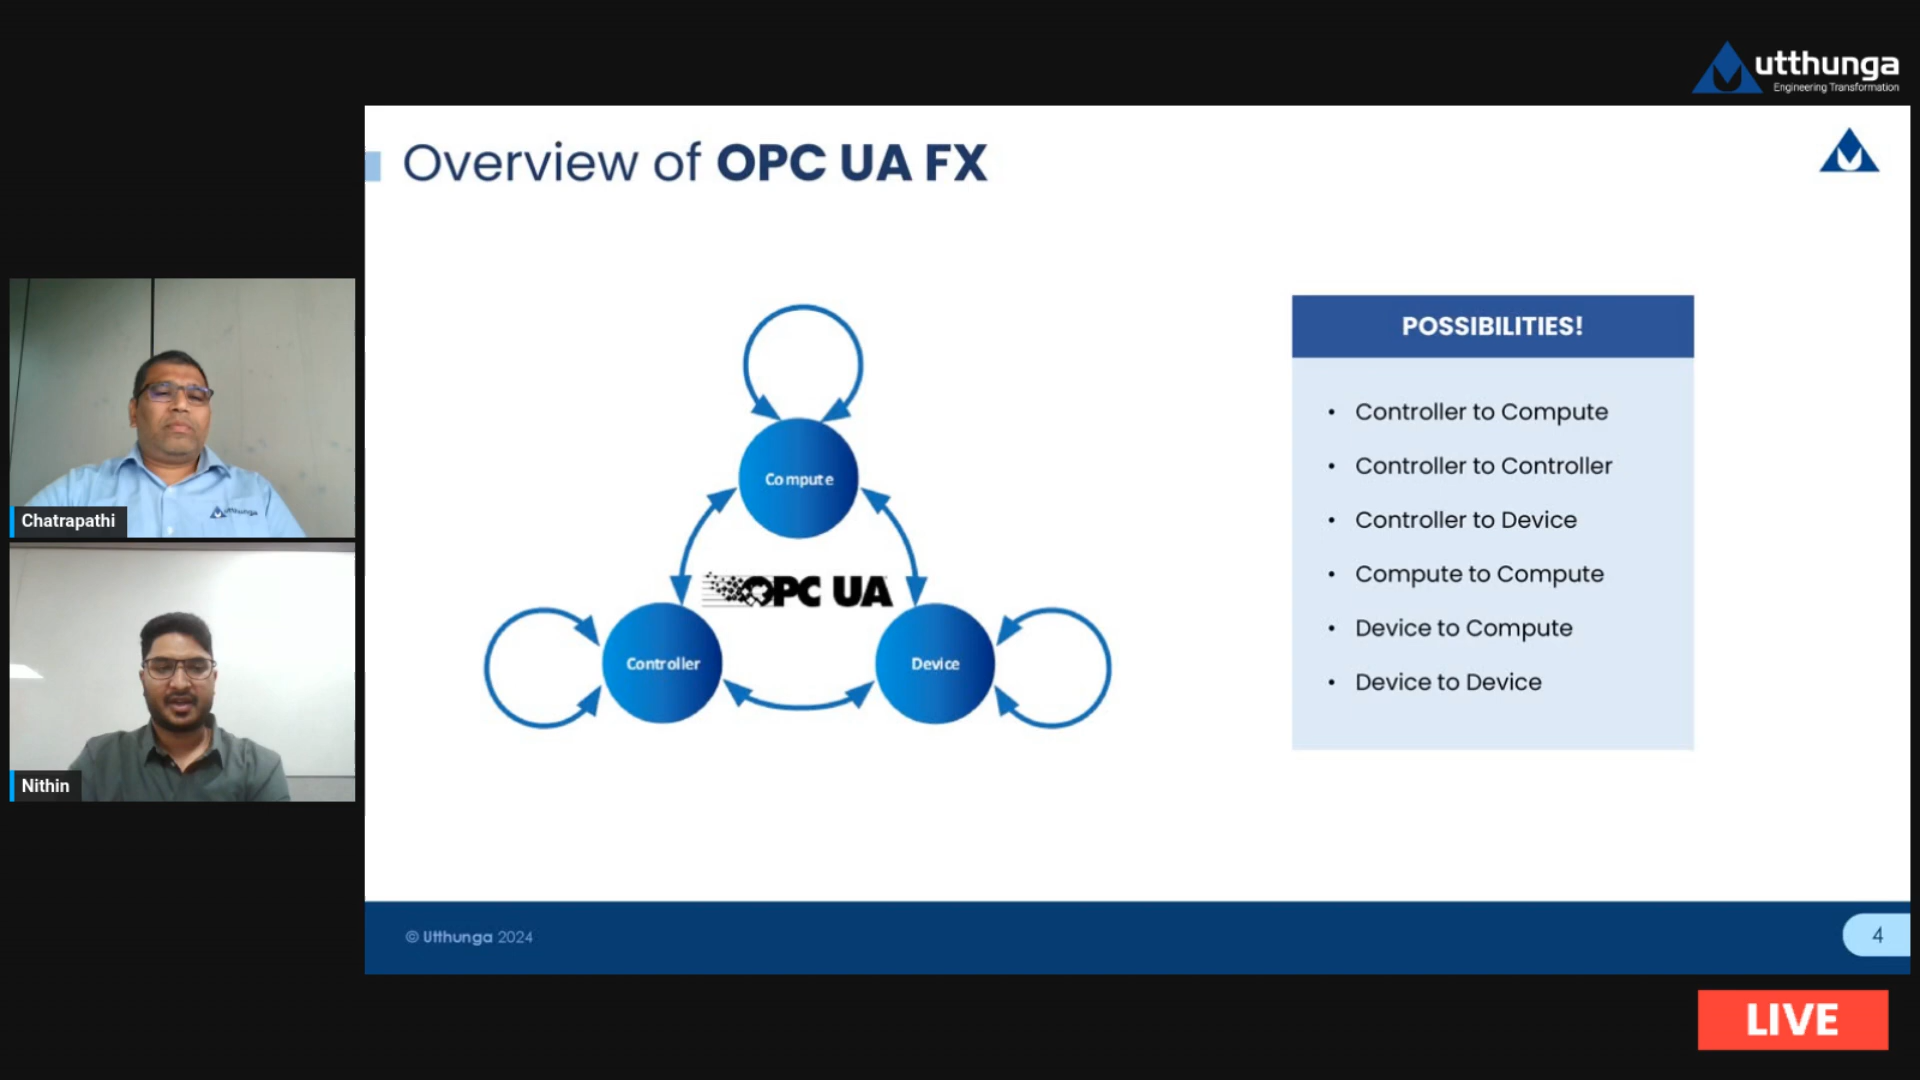 utthunga
Engineering Transformation
Overview of OPC UA FX
Compute
OPC UA
Controller
Device
POSSIBILITIES!
• Controller to Compute
• Controller to Controller
• Controller to Device
• Compute to Compute
• Device to Compute
• Device to Device
utthunga
Chatrapathi
Nithin
© Utthunga 2024
4
LIVE